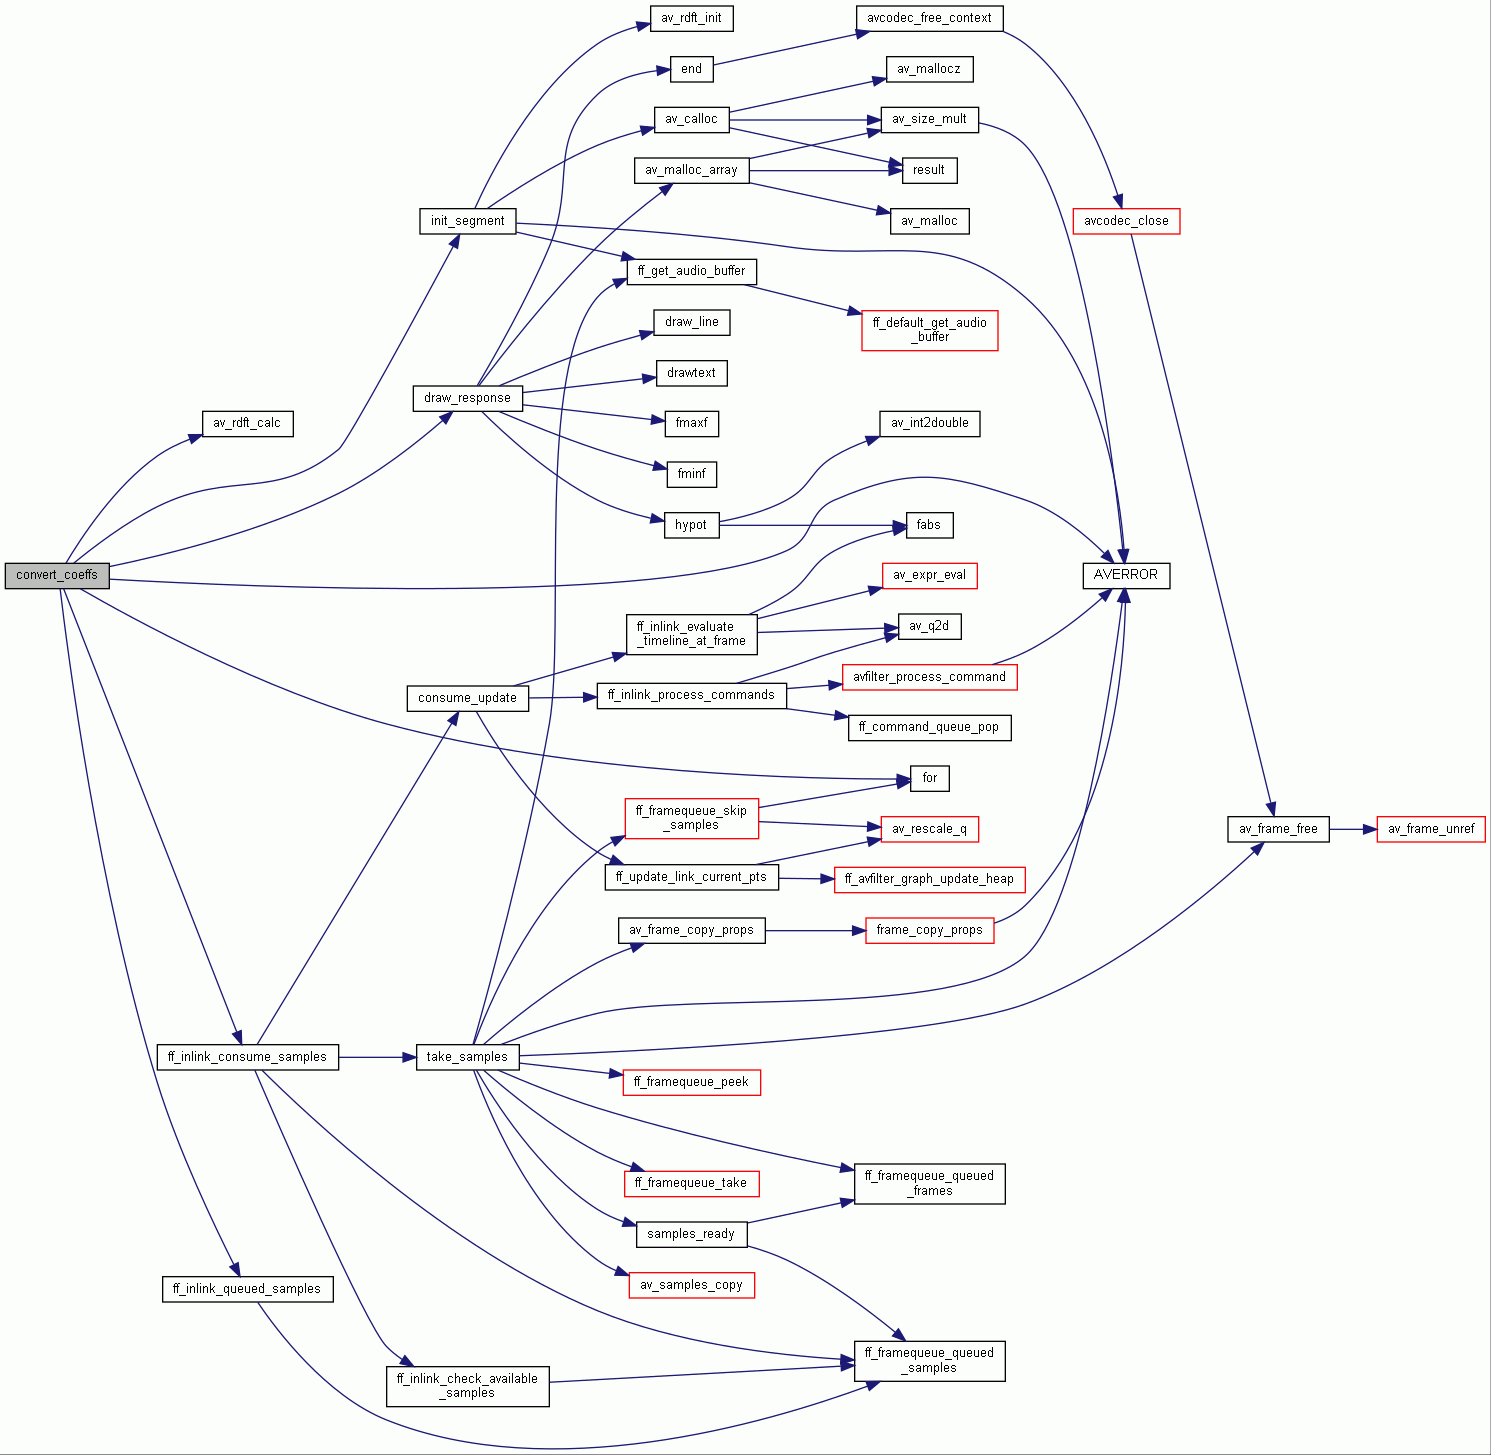 av_rdft_init
avcodec_free_context
end
av_mallocz
av_calloc
av_size_mult
av_malloc_array
result
init_segment
av_malloc
avcodec_close
ff_get_audio_buffer
draw_line
ff_default_get_audio
_buffer
drawtext
draw_response
av_rdft_calc
fmaxf
av_int2double
fminf
hypot
fabs
convert_coeffs
av_expr_eval
AVERROR
ff_inlink_evaluate
_timeline_at_frame
av_q2d
avfilter_process_command
consume_update
ff_inlink_process_commands
ff_command_queue_pop
for
ff_framequeue_skip
_samples
av_rescale_q
av_frame_free
av_frame_unref
ff_update_link_current_pts
ff_avfilter_graph_update_heap
av_frame_copy_props
frame_copy_props
ff_inlink_consume_samples
take_samples
ff_framequeue_peek
ff_framequeue_take
ff_framequeue_queued
_frames
samples_ready
ff_inlink_queued_samples
av_samples_copy
ff_framequeue_queued
_samples
ff_inlink_check_available
_samples